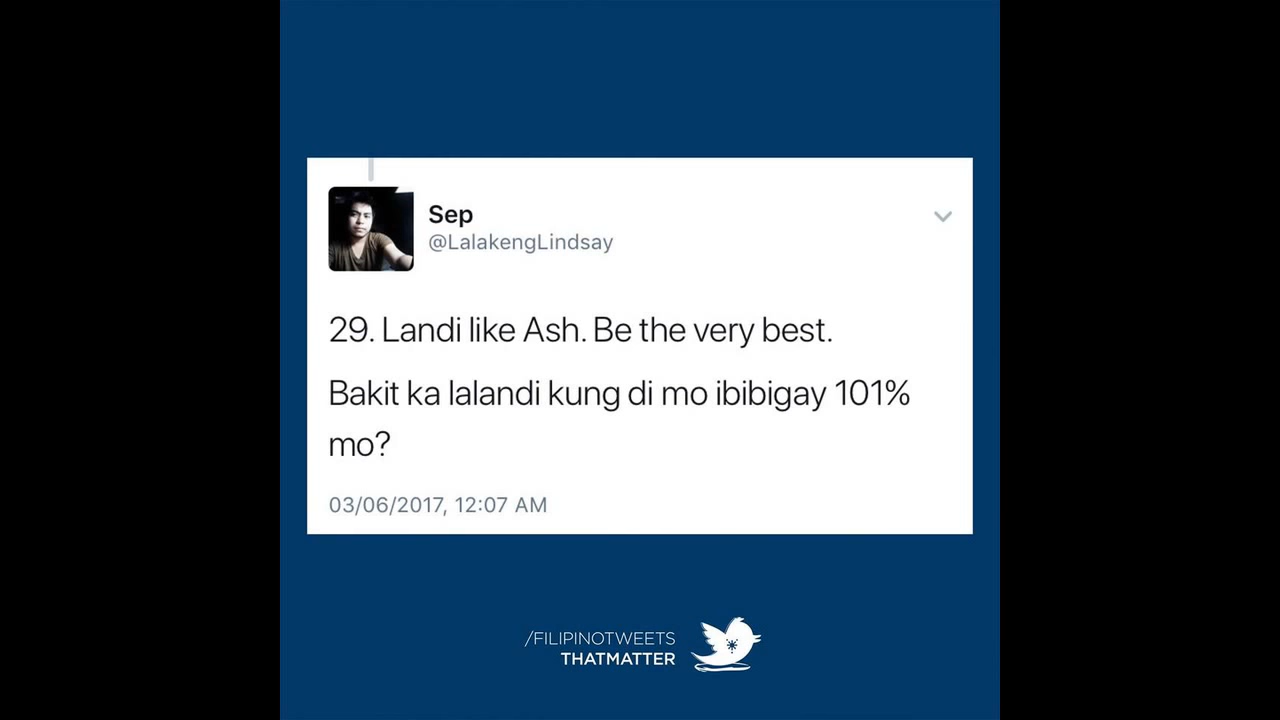 Sep
@LalakengLindsay
29. Landi like Ash. Be the very best.
Bakit ka lalandi kung di mo ibibigay 101%
mo?
03/06/2017, 12:07 AM
/FILIPINOTWEETS
THATMATTER